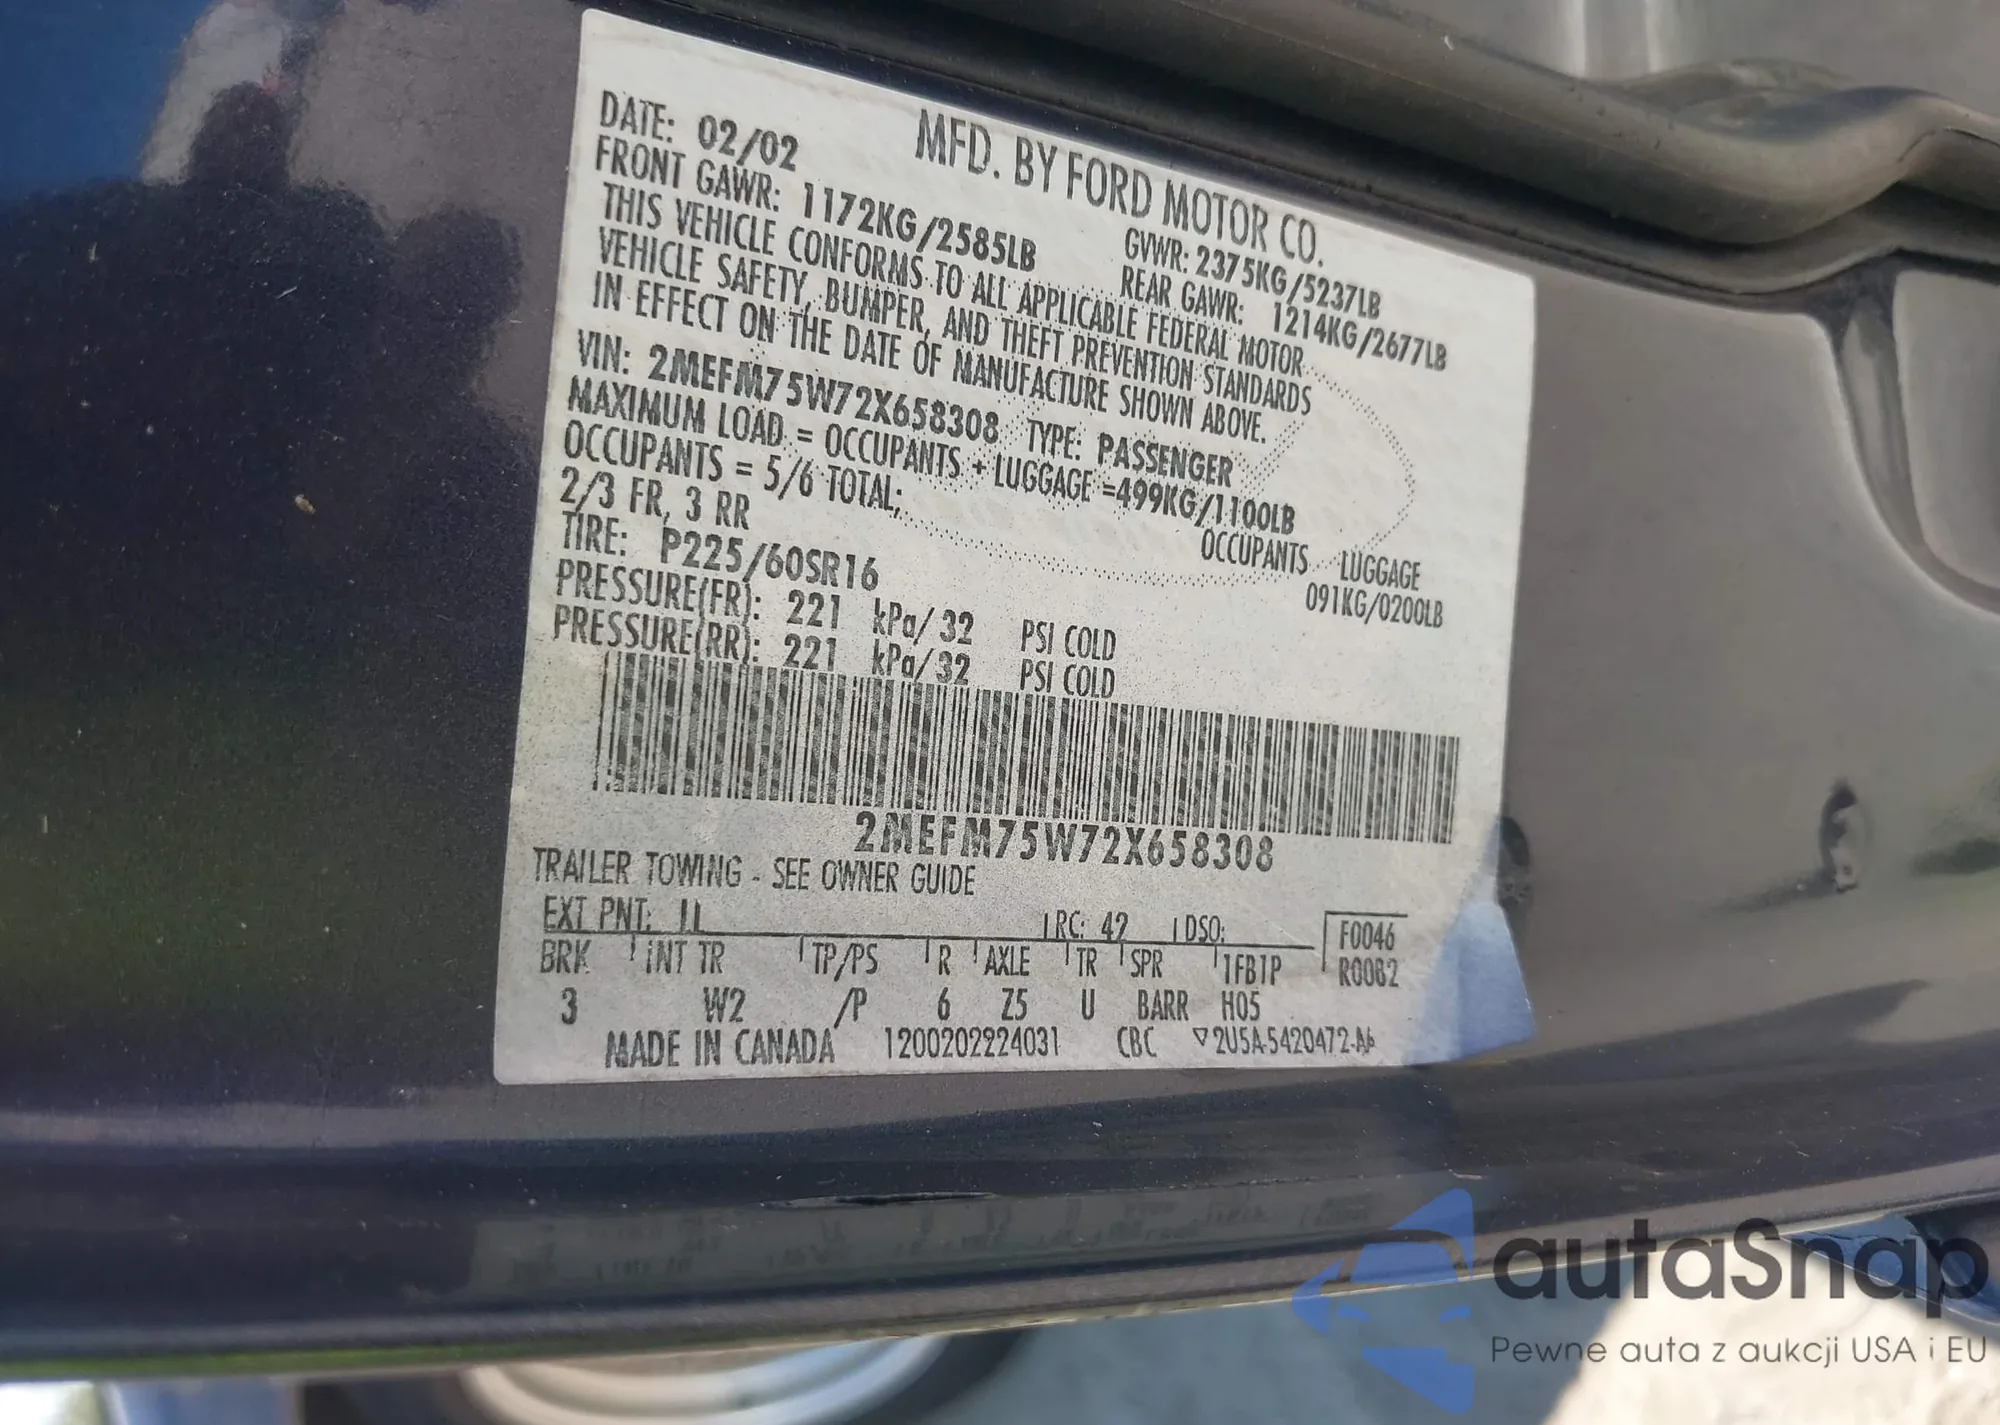 MFD. BY FORD MOTOR CO.
DATE: 02/02 GVWR: 2375KG/5237LB
FRONT GAWR: 1172KG/2585LB REAR GAWR: 1214KG/2677LB
THIS VEHICLE CONFORMS TO ALL APPLICABLE FEDERAL MOTOR
VEHICLE SAFETY, BUMPER, AND THEFT PREVENTION STANDARDS
IN EFFECT ON THE DATE OF MANUFACTURE SHOWN ABOVE.
VIN: 2MEFM75W72X658308 TYPE: PASSENGER
MAXIMUM LOAD = OCCUPANTS + LUGGAGE =499KG/1100LB
OCCUPANTS = 5/6 TOTAL; OCCUPANTS LUGGAGE
2/3 FR, 3 RR 091KG/0200LB
TIRE: P225/60SR16
PRESSURE(FR): 221 kPa/ 32 PSI COLD
PRESSURE(RR): 221 kPa/ 32 PSI COLD
2MEFM75W72X658308
TRAILER TOWING - SEE OWNER GUIDE
EXT PNT: LL RC: 42 DSO: F0046
BRK INT TR TP/PS R AXLE TR SPR R0082
3 W2 /P 6 Z5 U BARR H05
MADE IN CANADA 1200202224031 CBC ▽2U5A-5420472-A
autaSnap
Pewne auta z aukcji USA i EU